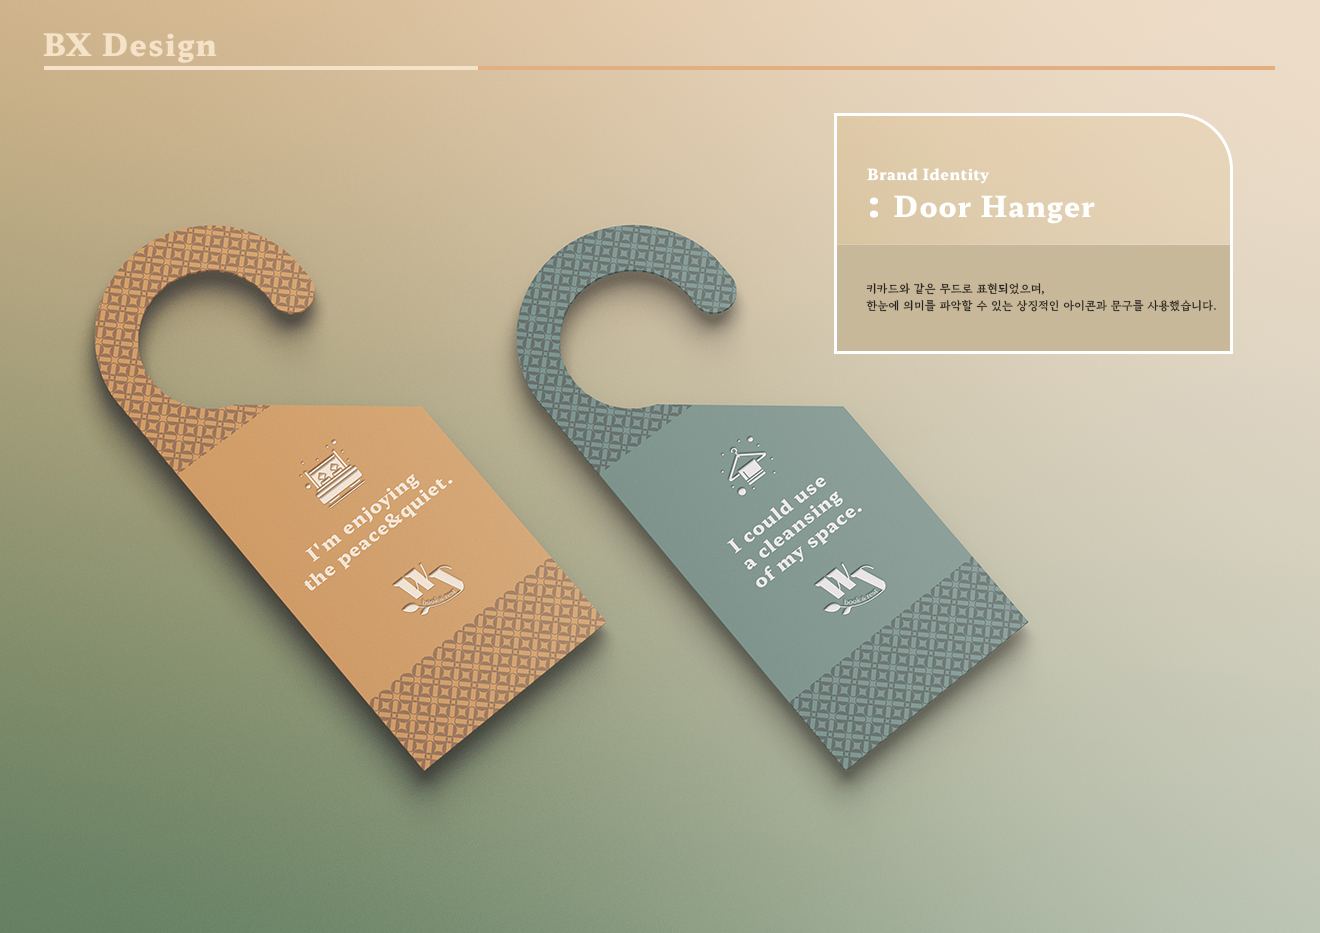 BX Design
Brand Identity
: Door Hanger
키카드와 같은 무드로 표현되었으며,
한눈에 의미를 파악할 수 있는 상징적인 아이콘과 문구를 사용했습니다.
I'm enjoying
the peace&quiet.
WJ
book & rest
I could use
a cleansing
of my space.
WJ
book & rest